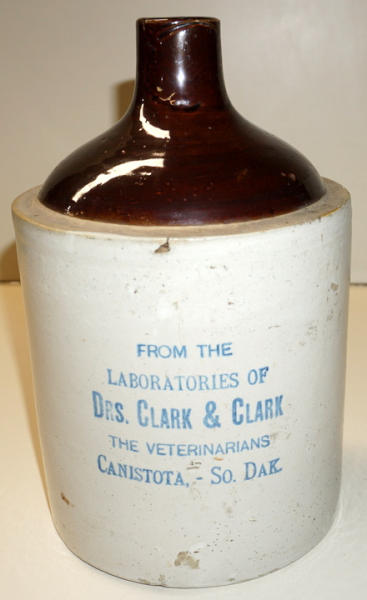 FROM THE
LABORATORIES OF
DRS. CLARK & CLARK
THE VETERINARIANS
CANISTOTA, - SO. DAK.